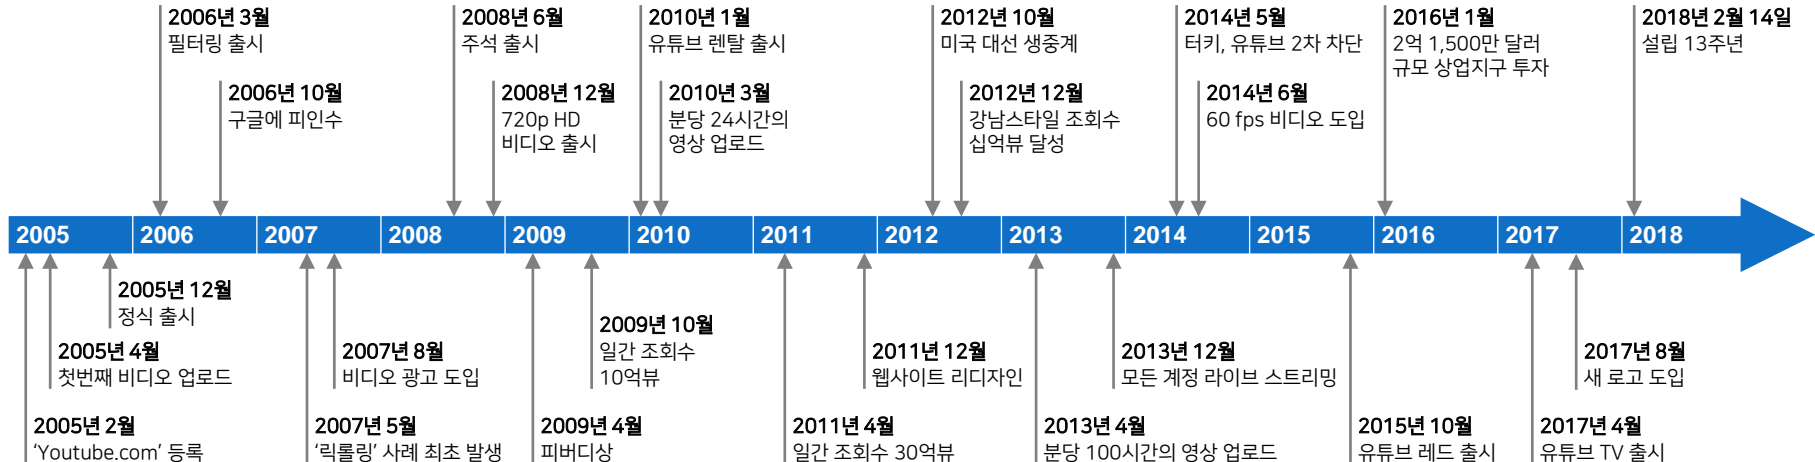 2006년 3월
필터링 출시
2008년 6월
주석 출시
2010년 1월
유튜브 렌탈 출시
2012년 10월
미국 대선 생중계
2014년 5월
터키, 유튜브 2차 차단
2016년 1월
2억 1,500만 달러
규모 상업지구 투자
2018년 2월 14일
설립 13주년
2006년 10월
구글에 피인수
2008년 12월
720p HD
비디오 출시
2010년 3월
분당 24시간의
영상 업로드
2012년 12월
강남스타일 조회수
십억뷰 달성
2014년 6월
60 fps 비디오 도입
2005 2006 2007 2008 2009 2010 2011 2012 2013 2014 2015 2016 2017 2018
2005년 12월
정식 출시
2009년 10월
일간 조회수
10억뷰
2005년 4월
첫번째 비디오 업로드
2007년 8월
비디오 광고 도입
2011년 12월
웹사이트 리디자인
2013년 12월
모든 계정 라이브 스트리밍
2017년 8월
새 로고 도입
2005년 2월
‘Youtube.com’ 등록
2007년 5월
‘릭롤링’ 사례 최초 발생
2009년 4월
피버디상
2011년 4월
일간 조회수 30억뷰
2013년 4월
분당 100시간의 영상 업로드
2015년 10월
유튜브 레드 출시
2017년 4월
유튜브 TV 출시